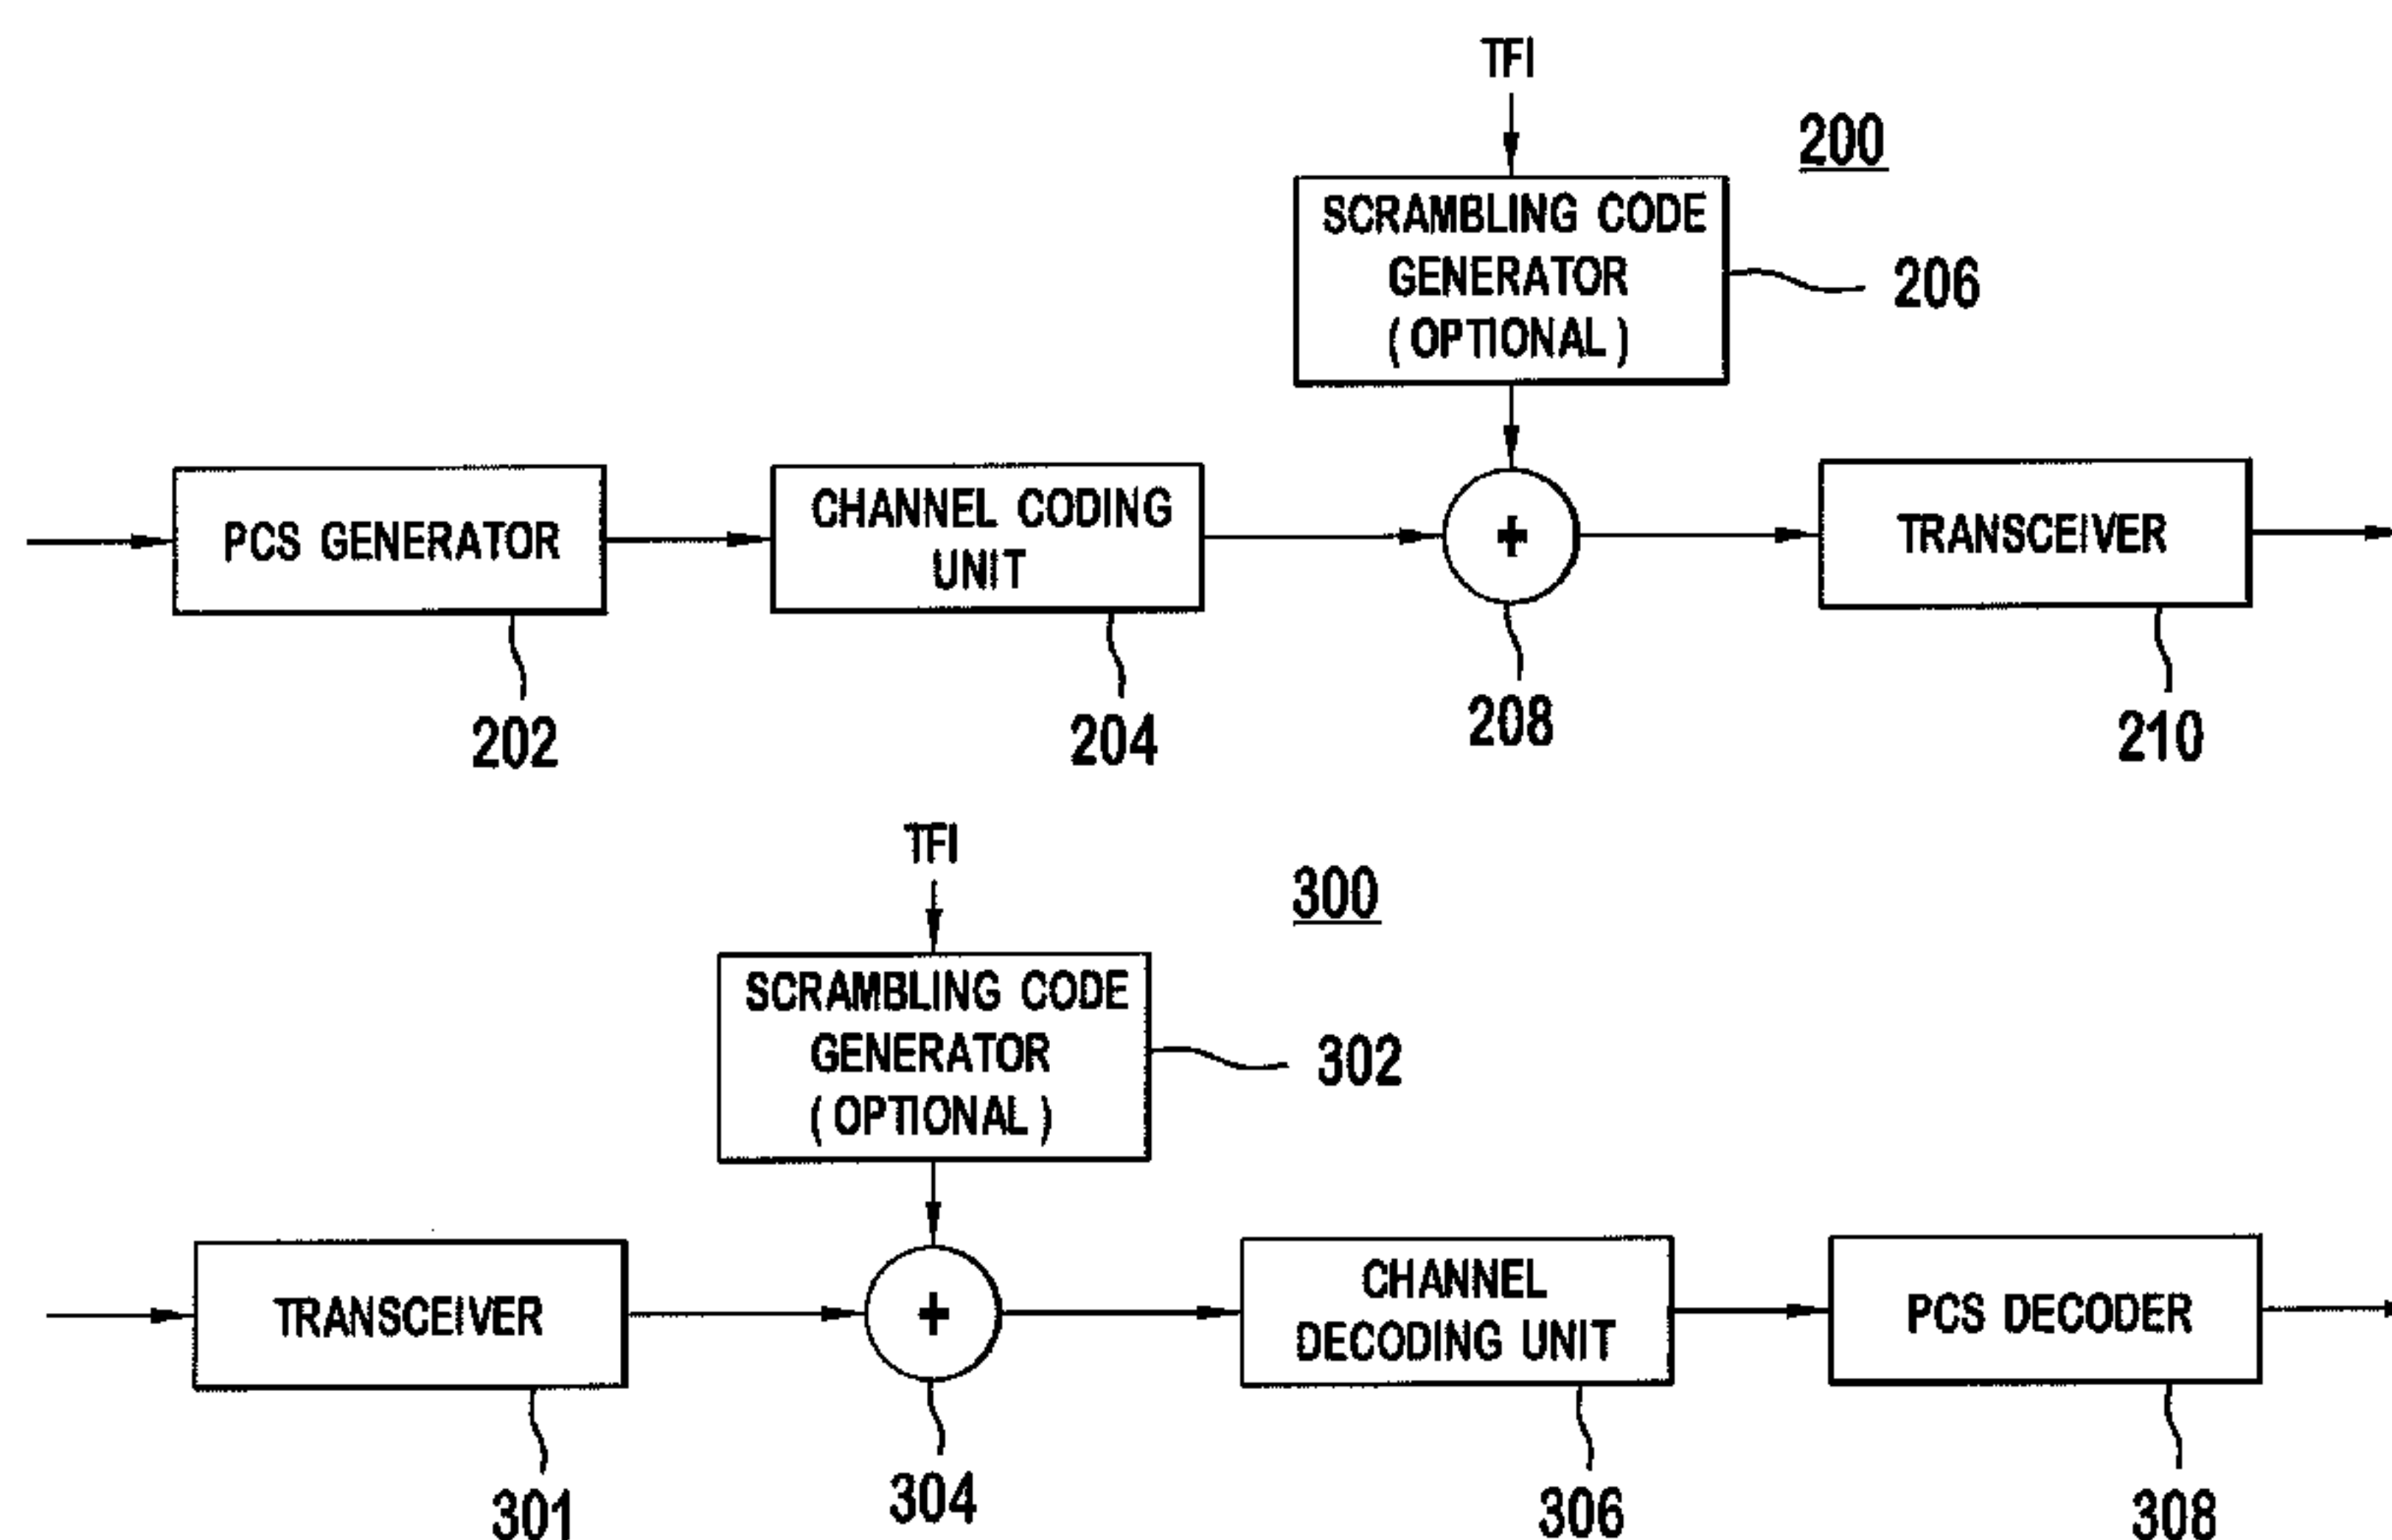 TFI
200
SCRAMBLING CODE
GENERATOR
(OPTIONAL)
206
PCS GENERATOR
CHANNEL CODING
UNIT
+
TRANSCEIVER
202
204
208
210
TFI
300
SCRAMBLING CODE
GENERATOR
(OPTIONAL)
302
TRANSCEIVER
+
CHANNEL
DECODING UNIT
PCS DECODER
301
304
306
308